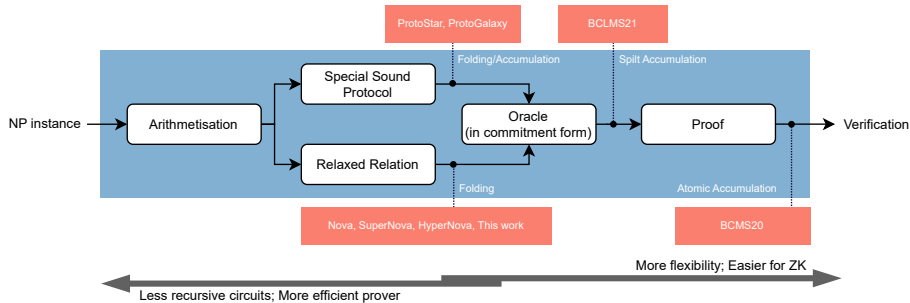 ProtoStar, ProtoGalaxy
BCLMS21
Folding/Accumulation
Spilt Accumulation
Special Sound
Protocol
NP instance
Arithmetisation
Oracle
(in commitment form)
Proof
Verification
Relaxed Relation
Folding
Atomic Accumulation
Nova, SuperNova, HyperNova, This work
BCMS20
More flexibility; Easier for ZK
Less recursive circuits; More efficient prover